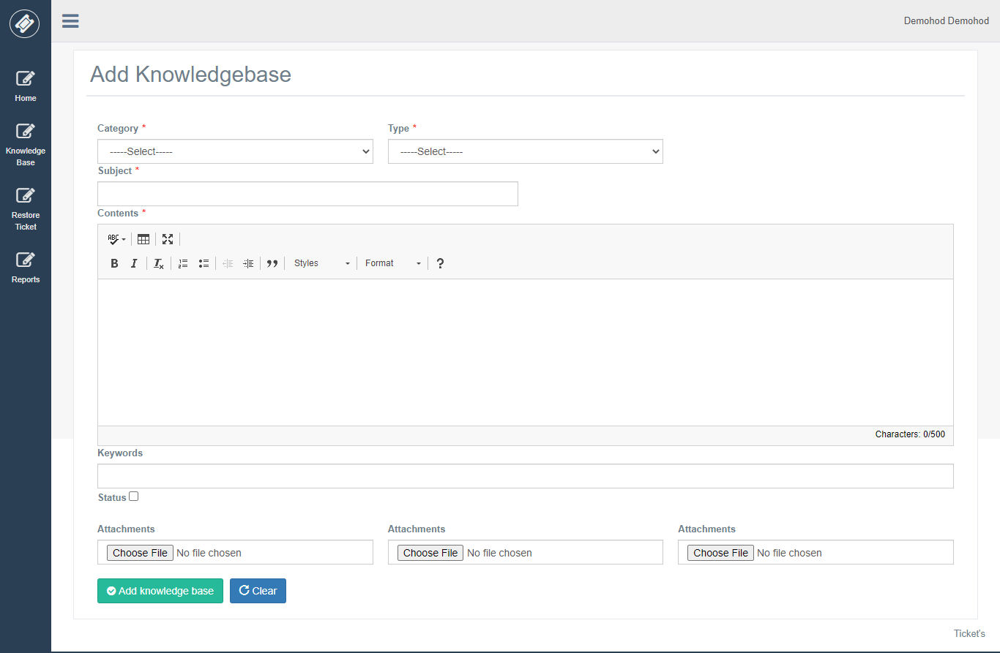 Demohod Demohod
Home
Knowledge
Base
Restore
Ticket
Reports
Add Knowledgebase
Category * Type *
-----Select----- -----Select-----
Subject *
Contents *
ABC
B I Tx Styles Format ?
Characters: 0/500
Keywords
Status
Attachments Attachments Attachments
Choose File No file chosen Choose File No file chosen Choose File No file chosen
Add knowledge base Clear
Ticket's